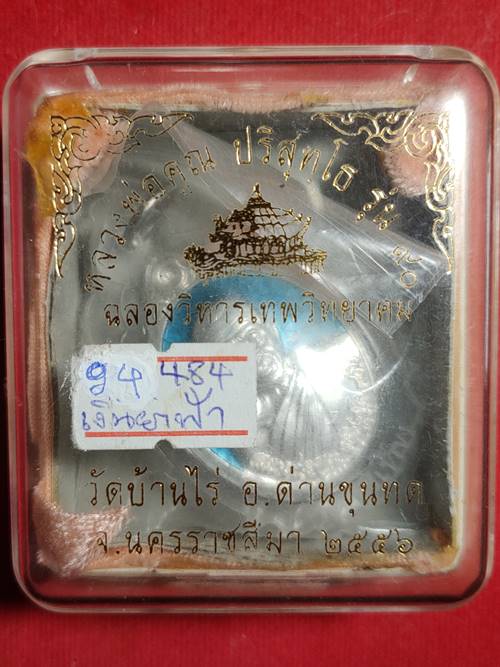 หลวงพ่อคูณ ปริสุทฺโธ รุ่น ๙๐
ฉลองวิหารเทพวิทยาคม
94 484
เงินยาฟ้า
วัดบ้านไร่ อ.ด่านขุนทด
จ.นครราชสีมา ๒๕๕๖